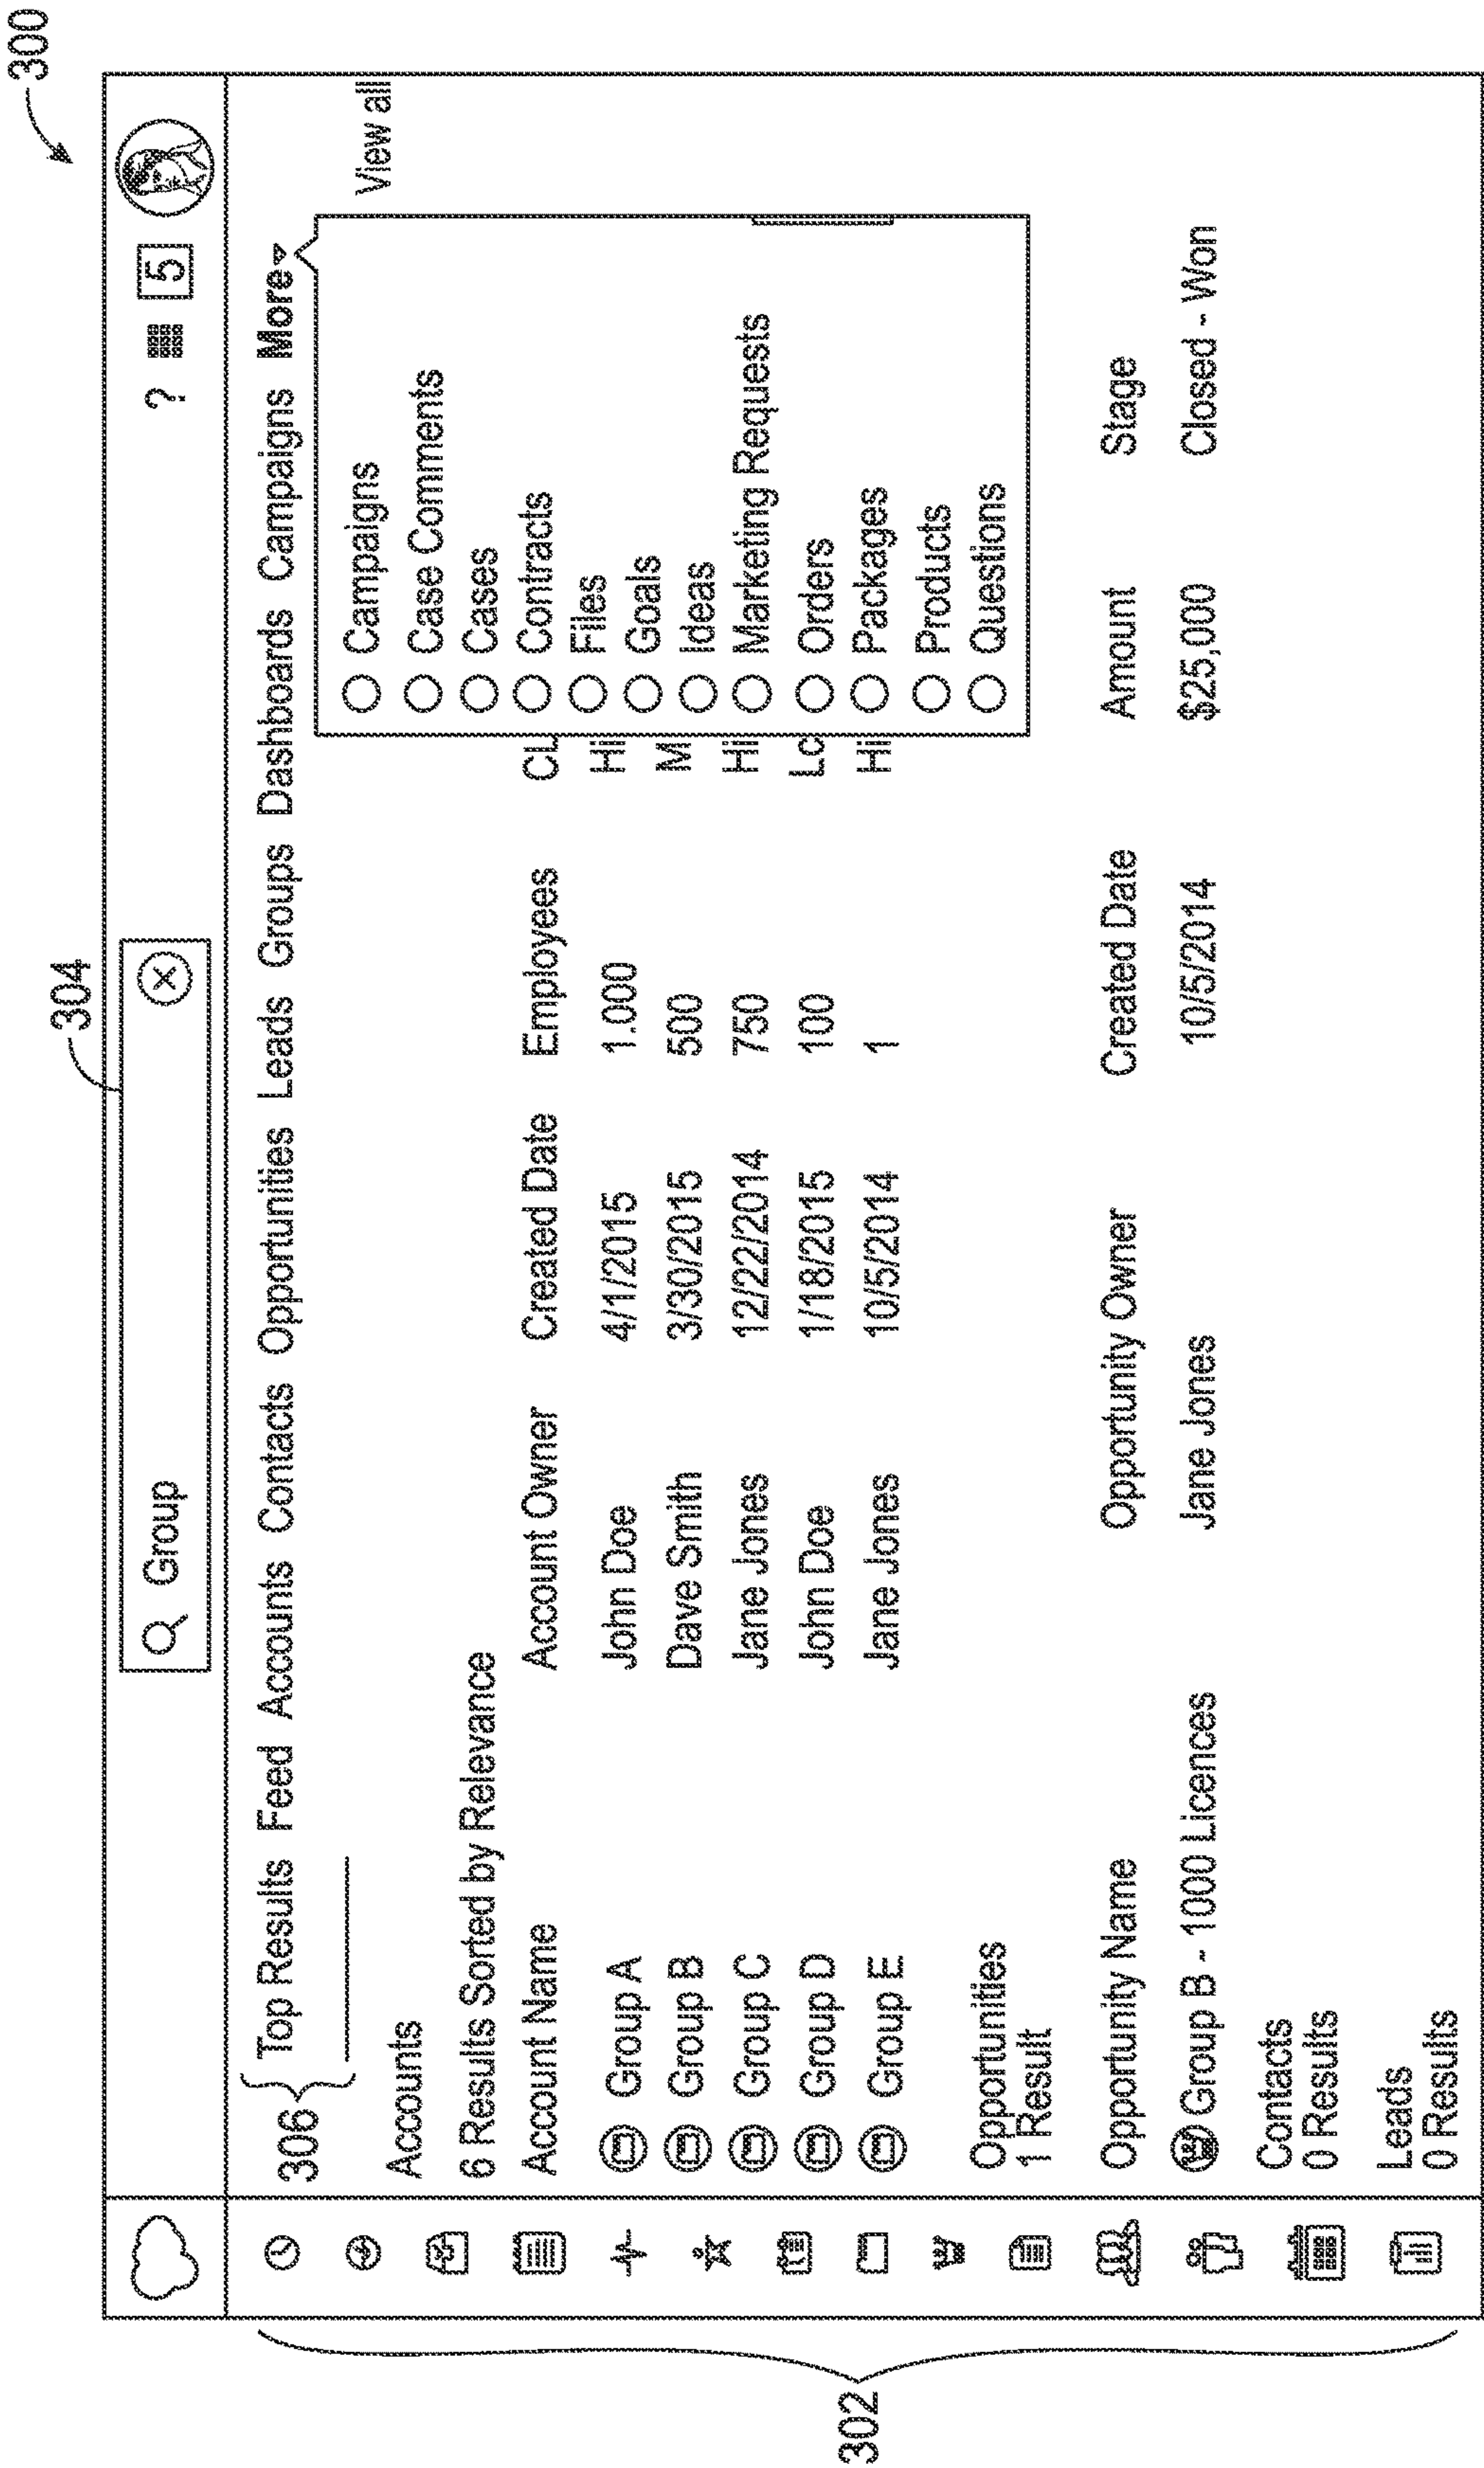 300
304
Group
? 5
306
Top Results Feed Accounts Contacts Opportunities Leads Groups Dashboards Campaigns More
View all
Accounts
6 Results Sorted by Relevance
Account Name Account Owner Created Date Employees CL
Group A John Doe 4/1/2015 1.000 Hi
Group B Dave Smith 3/30/2015 500 M
Group C Jane Jones 12/22/2014 750 Hi
Group D John Doe 1/18/2015 100 Lc
Group E Jane Jones 10/5/2014 1 Hi
Campaigns
Case Comments
Cases
Contracts
Files
Goals
Ideas
Marketing Requests
Orders
Packages
Products
Questions
Opportunities
1 Result
Opportunity Name Opportunity Owner Created Date Amount Stage
Group B - 1000 Licences Jane Jones 10/5/2014 $25,000 Closed - Won
Contacts
0 Results
Leads
0 Results
302